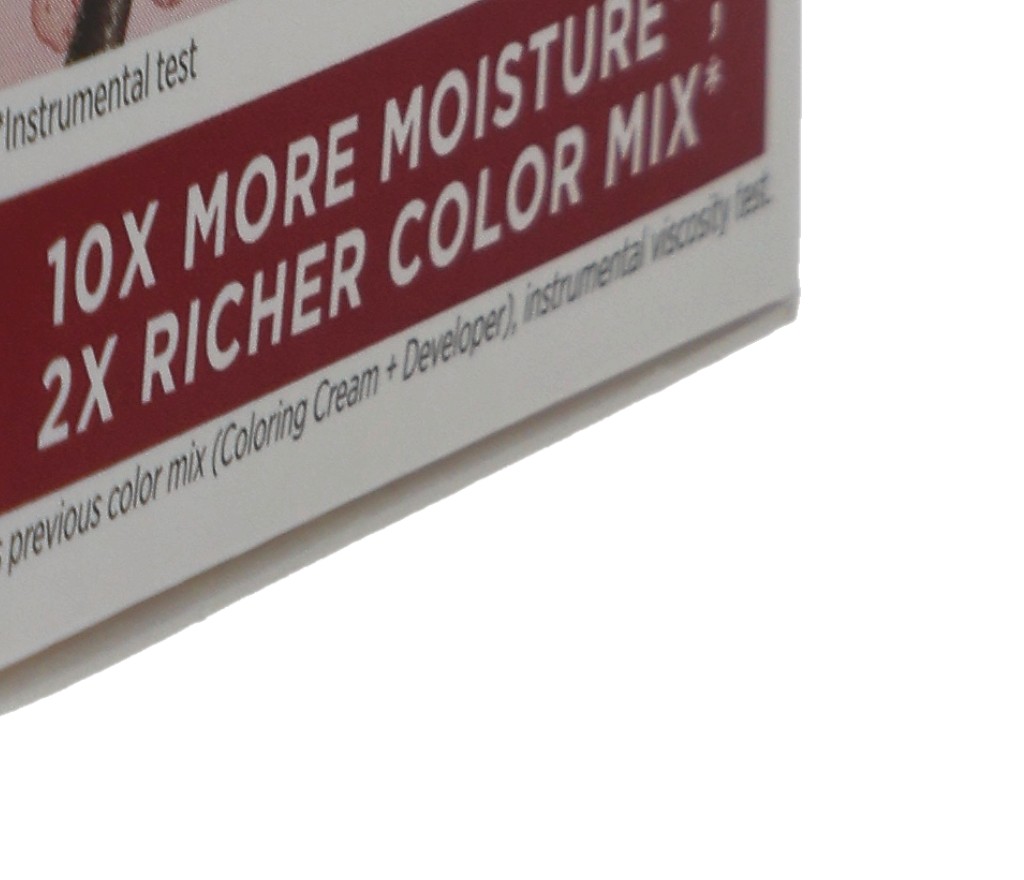 *Instrumental test
10X MORE MOISTURE*,
2X RICHER COLOR MIX*
s previous color mix (Coloring Cream + Developer), instrumental viscosity test.